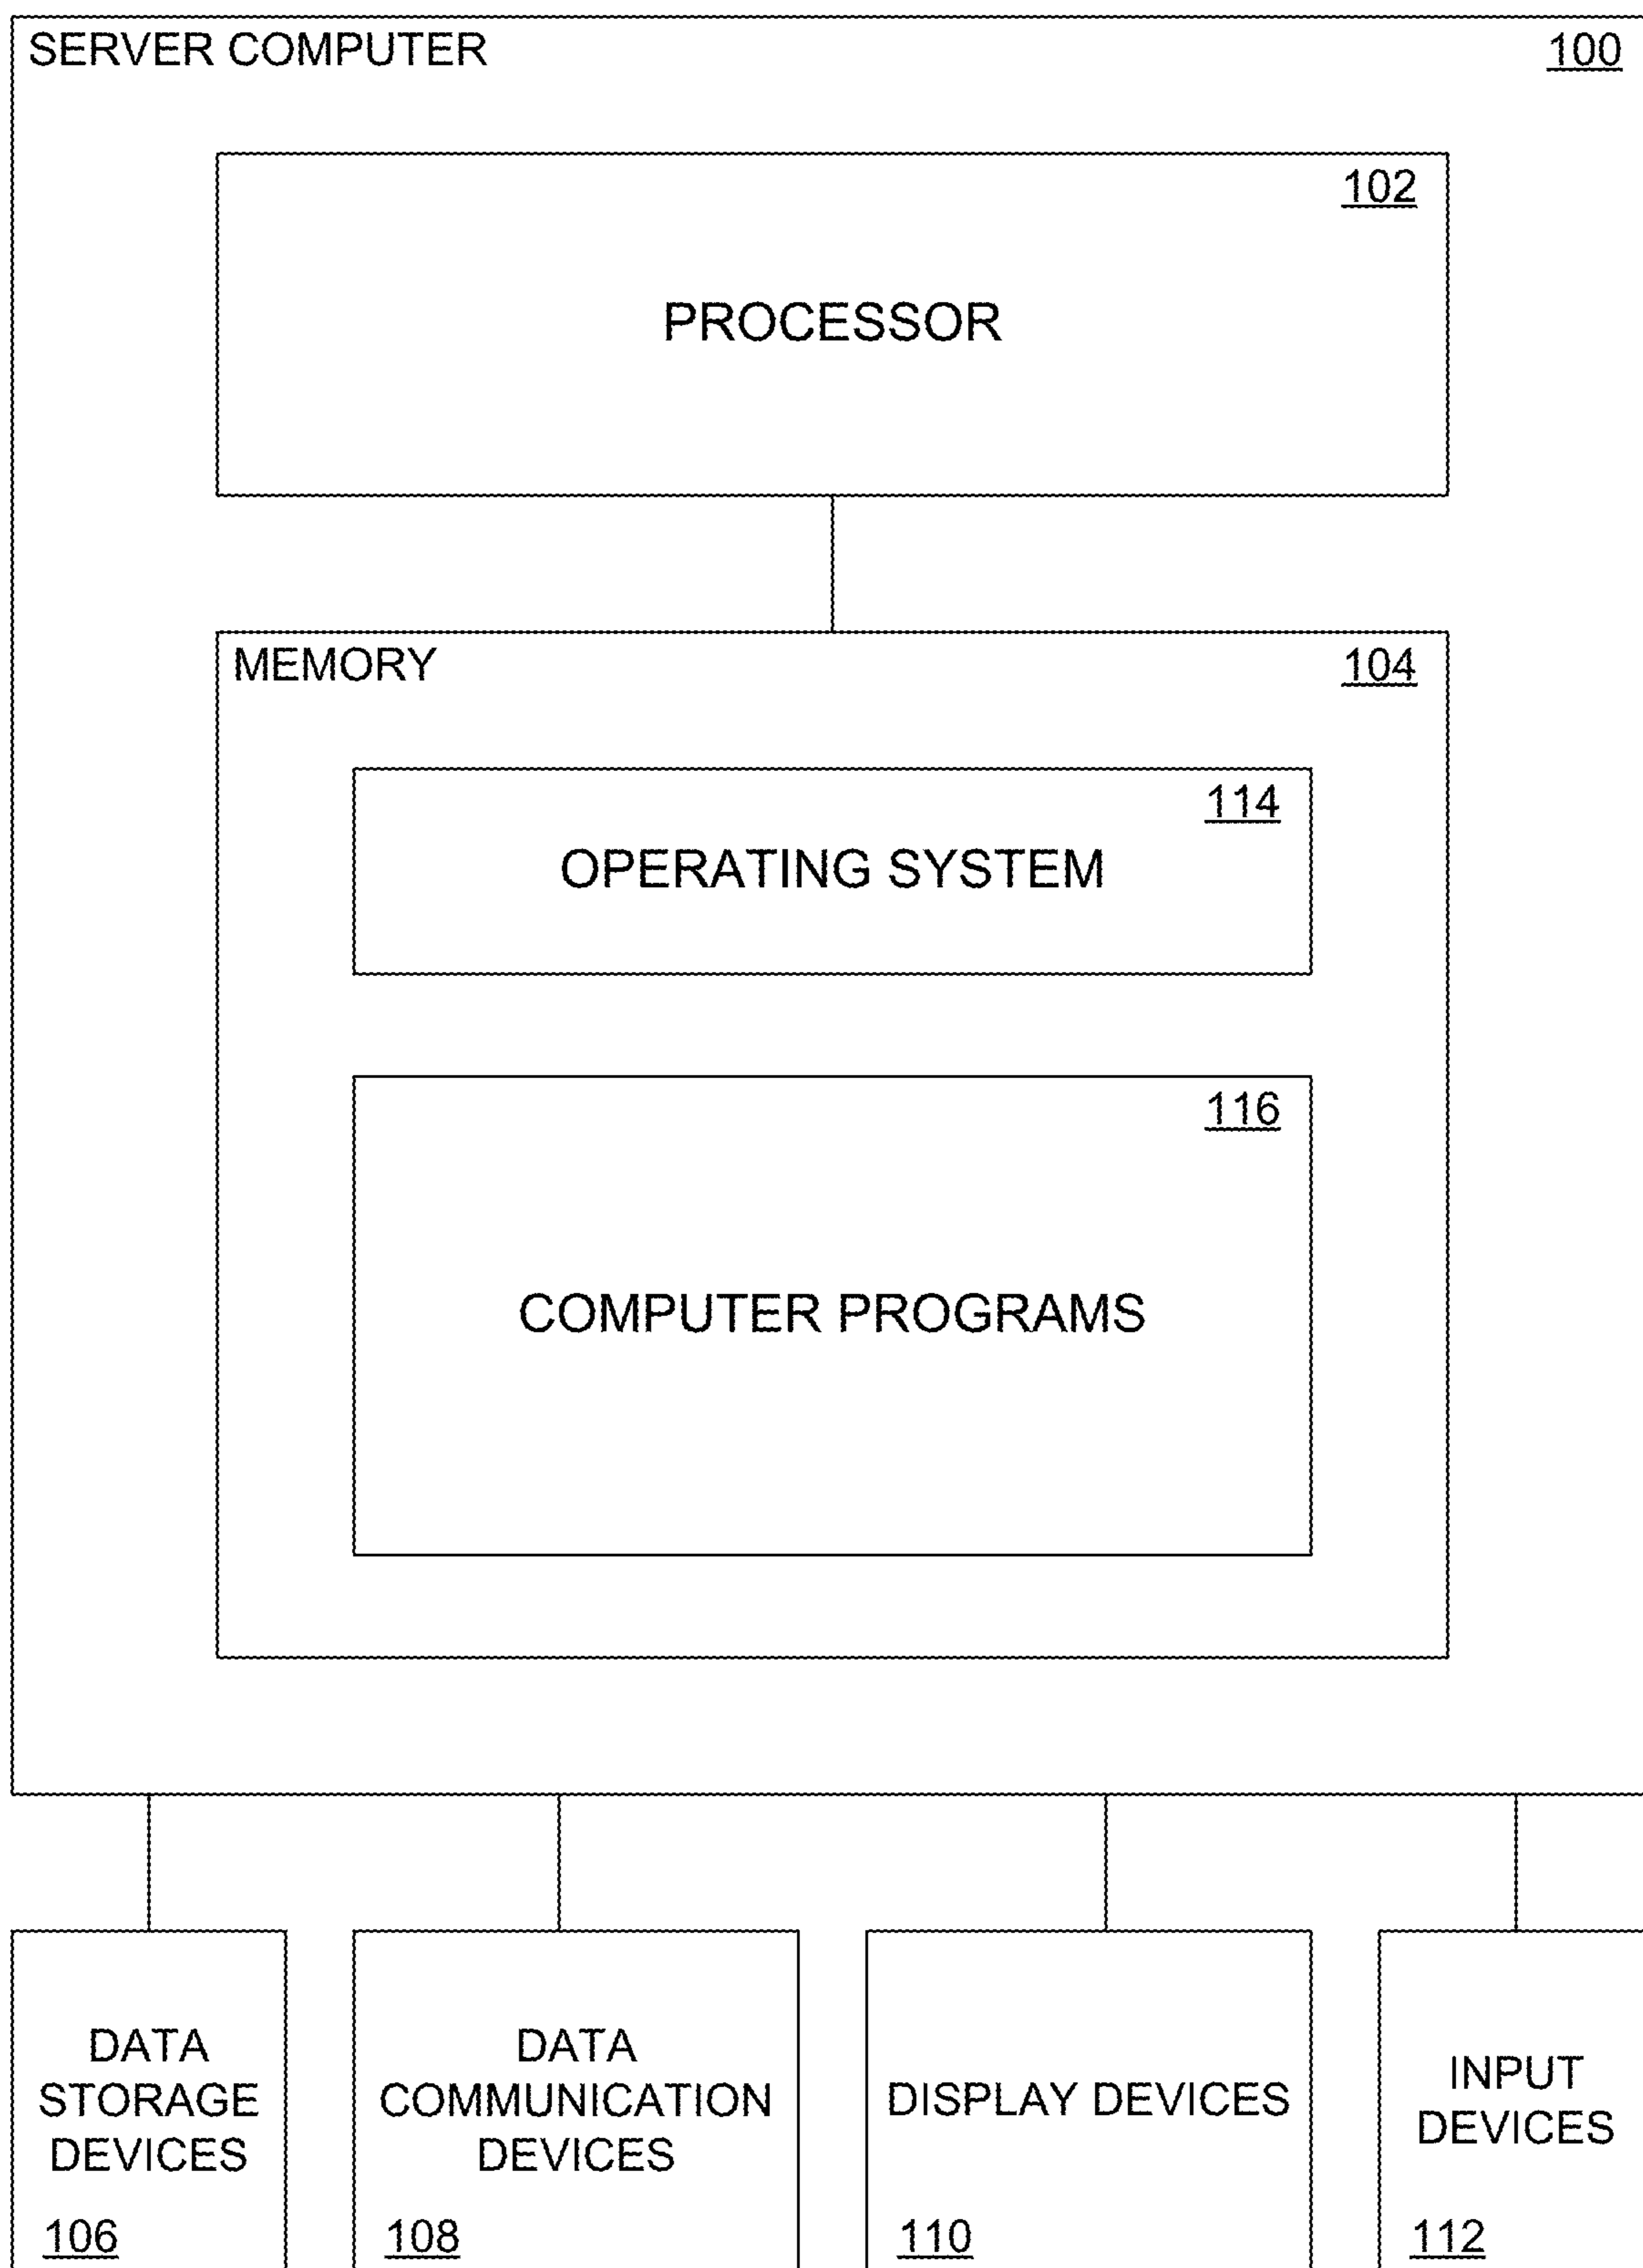 SERVER COMPUTER 100
102
PROCESSOR
MEMORY 104
114
OPERATING SYSTEM
116
COMPUTER PROGRAMS
DATA
STORAGE
DEVICES
106
DATA
COMMUNICATION
DEVICES
108
DISPLAY DEVICES
110
INPUT
DEVICES
112